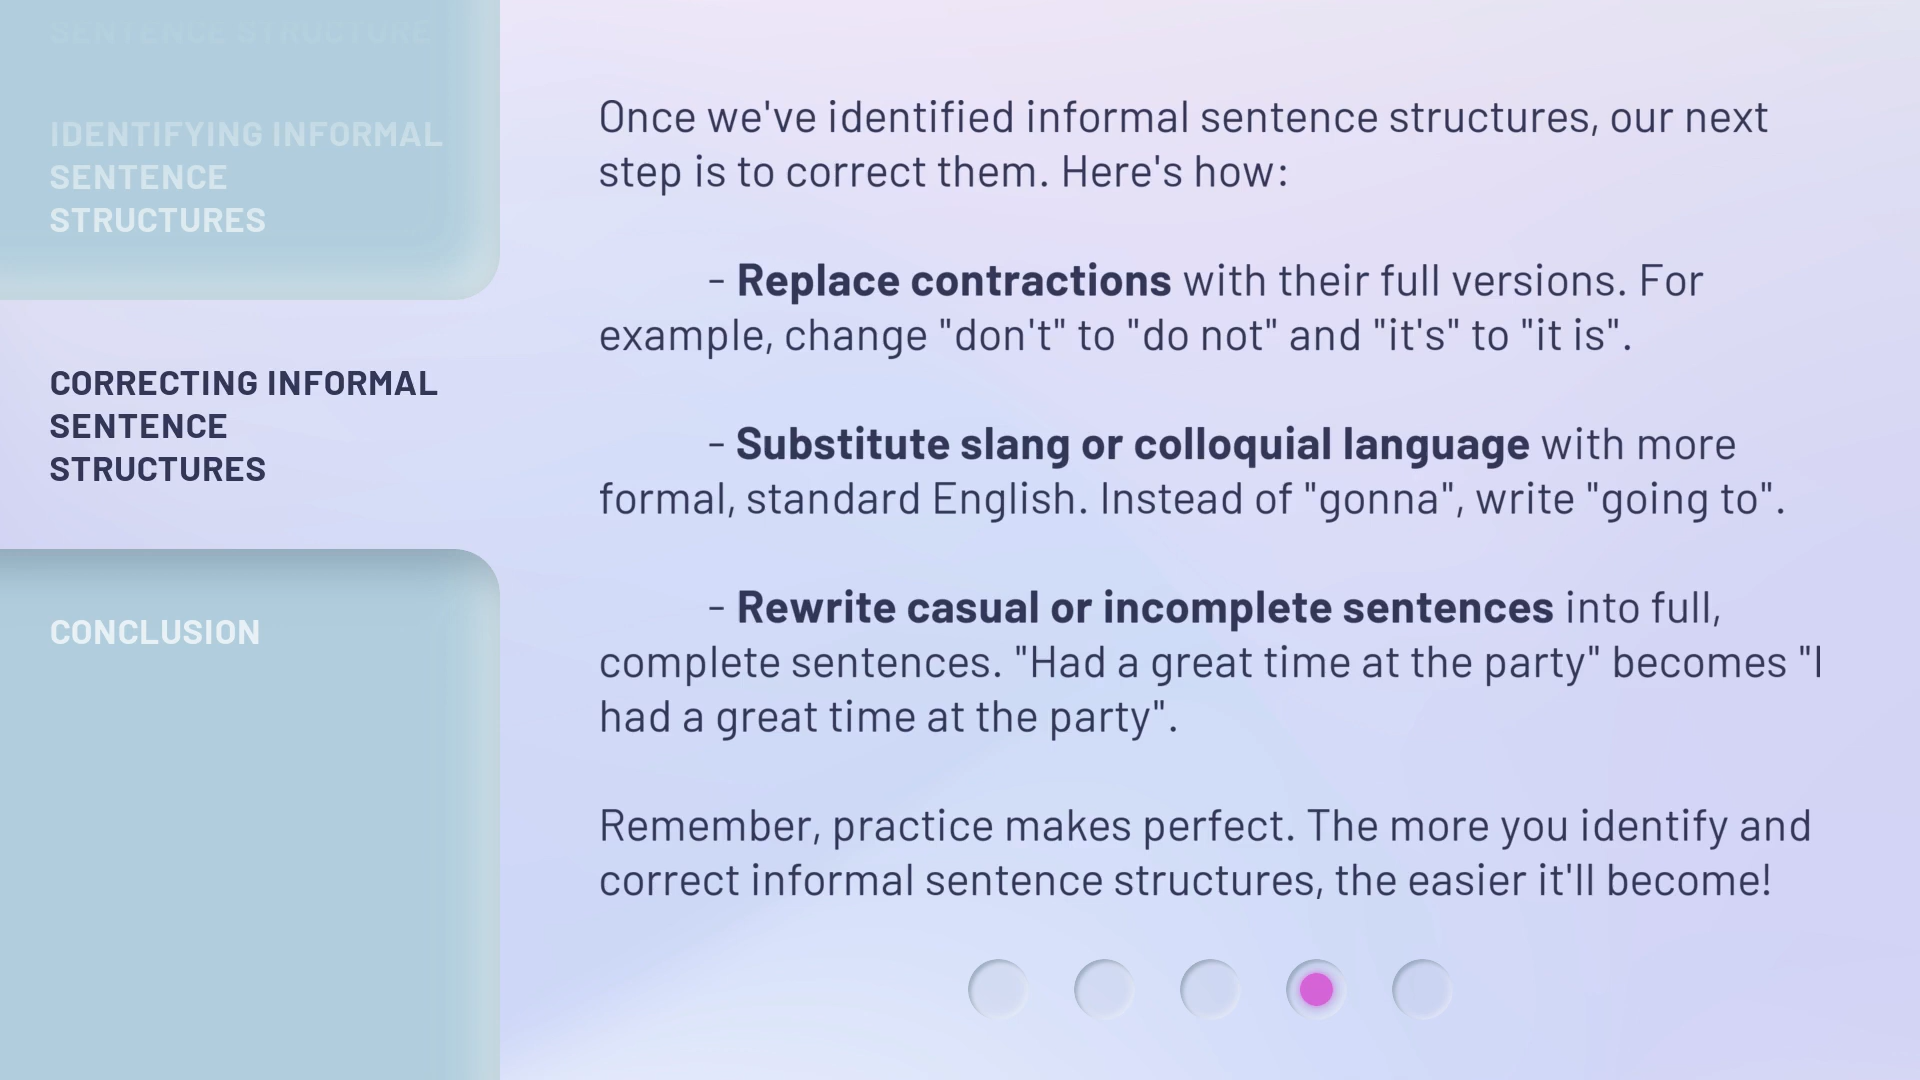 SENTENCE STRUCTURE
IDENTIFYING INFORMAL
SENTENCE
STRUCTURES
CORRECTING INFORMAL
SENTENCE
STRUCTURES
CONCLUSION
Once we've identified informal sentence structures, our next
step is to correct them. Here's how:
- Replace contractions with their full versions. For
example, change "don't" to "do not" and "it's" to "it is".
- Substitute slang or colloquial language with more
formal, standard English. Instead of "gonna", write "going to".
- Rewrite casual or incomplete sentences into full,
complete sentences. "Had a great time at the party" becomes "I
had a great time at the party".
Remember, practice makes perfect. The more you identify and
correct informal sentence structures, the easier it'll become!